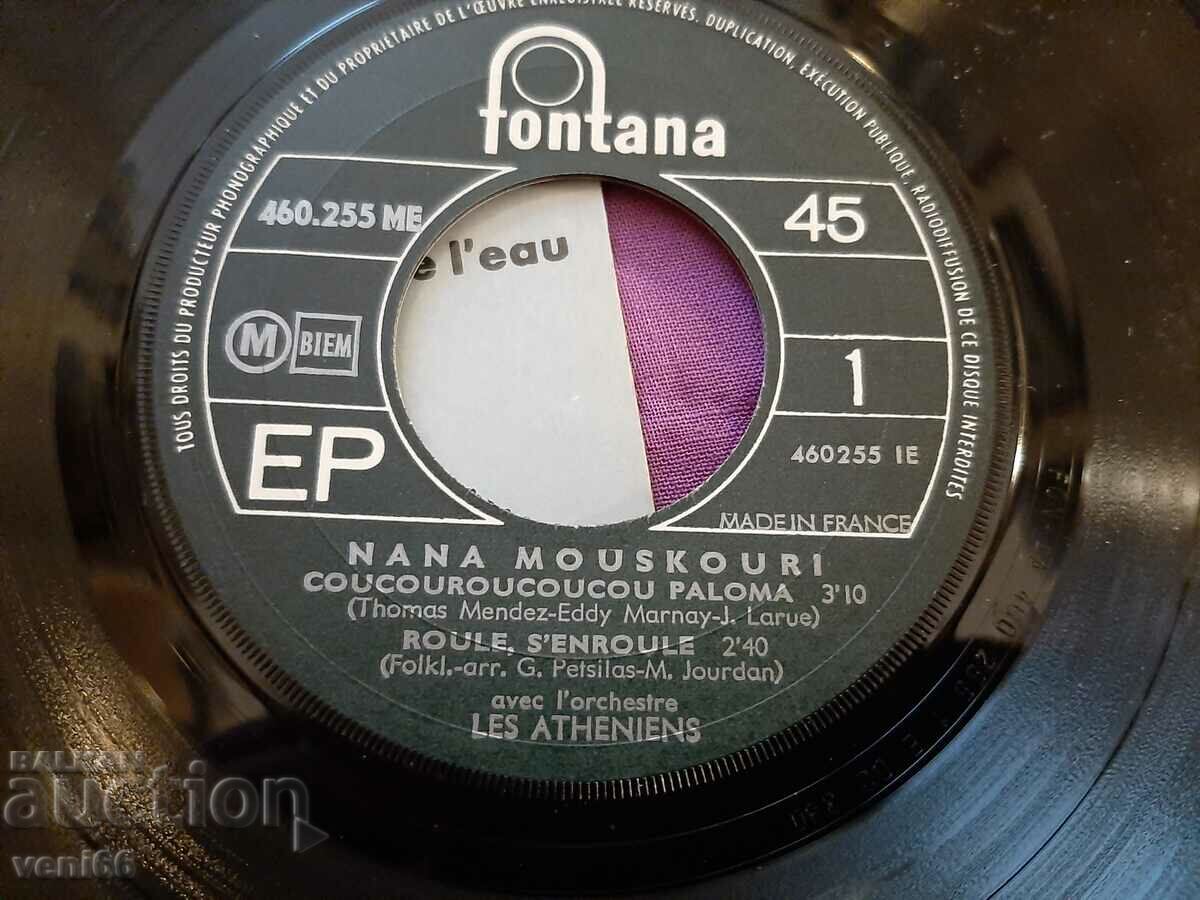 TOUS DROITS DU PRODUCTEUR PHONOGRAPHIQUE ET DU PROPRIÉTAIRE DE L'ŒUVRE ENREGISTRÉE RÉSERVÉS. DUPLICATION, EXÉCUTION PUBLIQUE, RADIODIFFUSION DE CE DISQUE INTERDITES
fontana
460.255 ME
45
e l'eau
M BIEM
1
EP
460255 1E
MADE IN FRANCE
NANA MOUSKOURI
COUCOUROUCOUCOU PALOMA 3'10
(Thomas Mendez-Eddy Marnay-J. Larue)
ROULE, S'ENROULE 2'40
(Folkl.-arr. G. Petsilas-M. Jourdan)
avec l'orchestre
LES ATHENIENS
BALKAN
auction
veni66